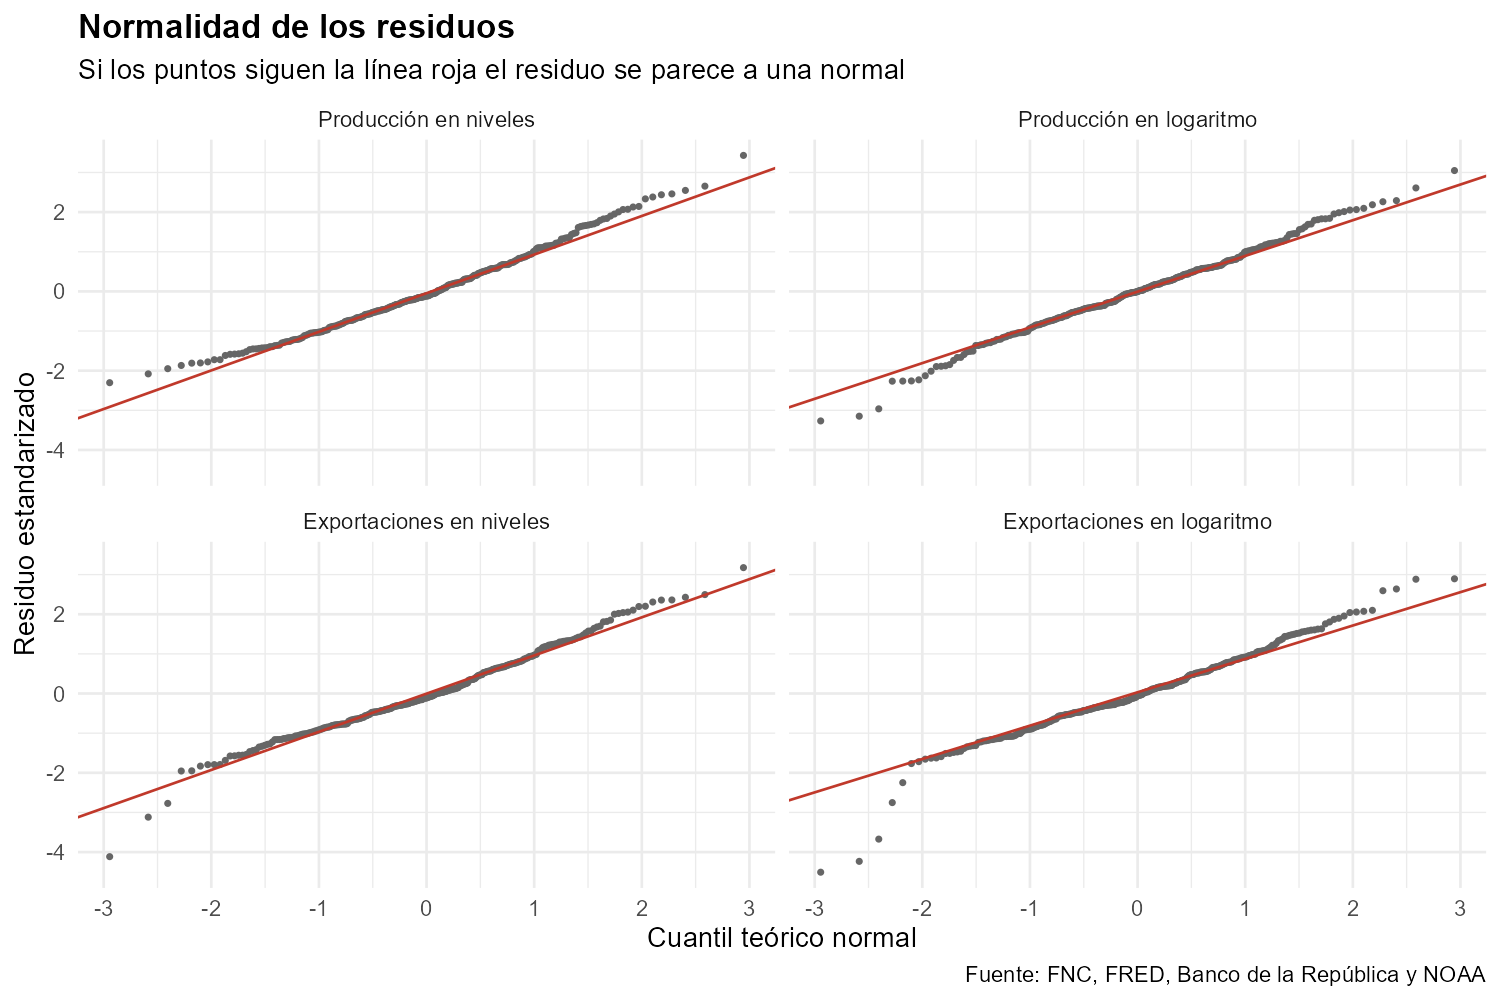 Normalidad de los residuos
Si los puntos siguen la línea roja el residuo se parece a una normal
Producción en niveles
Producción en logaritmo
2
0
-2
-4
Exportaciones en niveles
Exportaciones en logaritmo
2
0
-2
-4
Residuo estandarizado
-3 -2 -1 0 1 2 3
-3 -2 -1 0 1 2 3
Cuantil teórico normal
Fuente: FNC, FRED, Banco de la República y NOAA